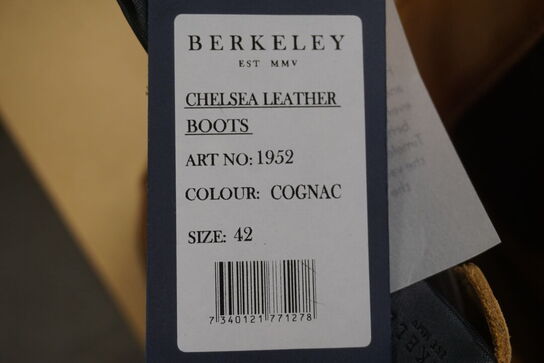 BERKELEY
EST MMV
CHELSEA LEATHER
BOOTS
ART NO: 1952
COLOUR: COGNAC
SIZE: 42
7 340121 771278